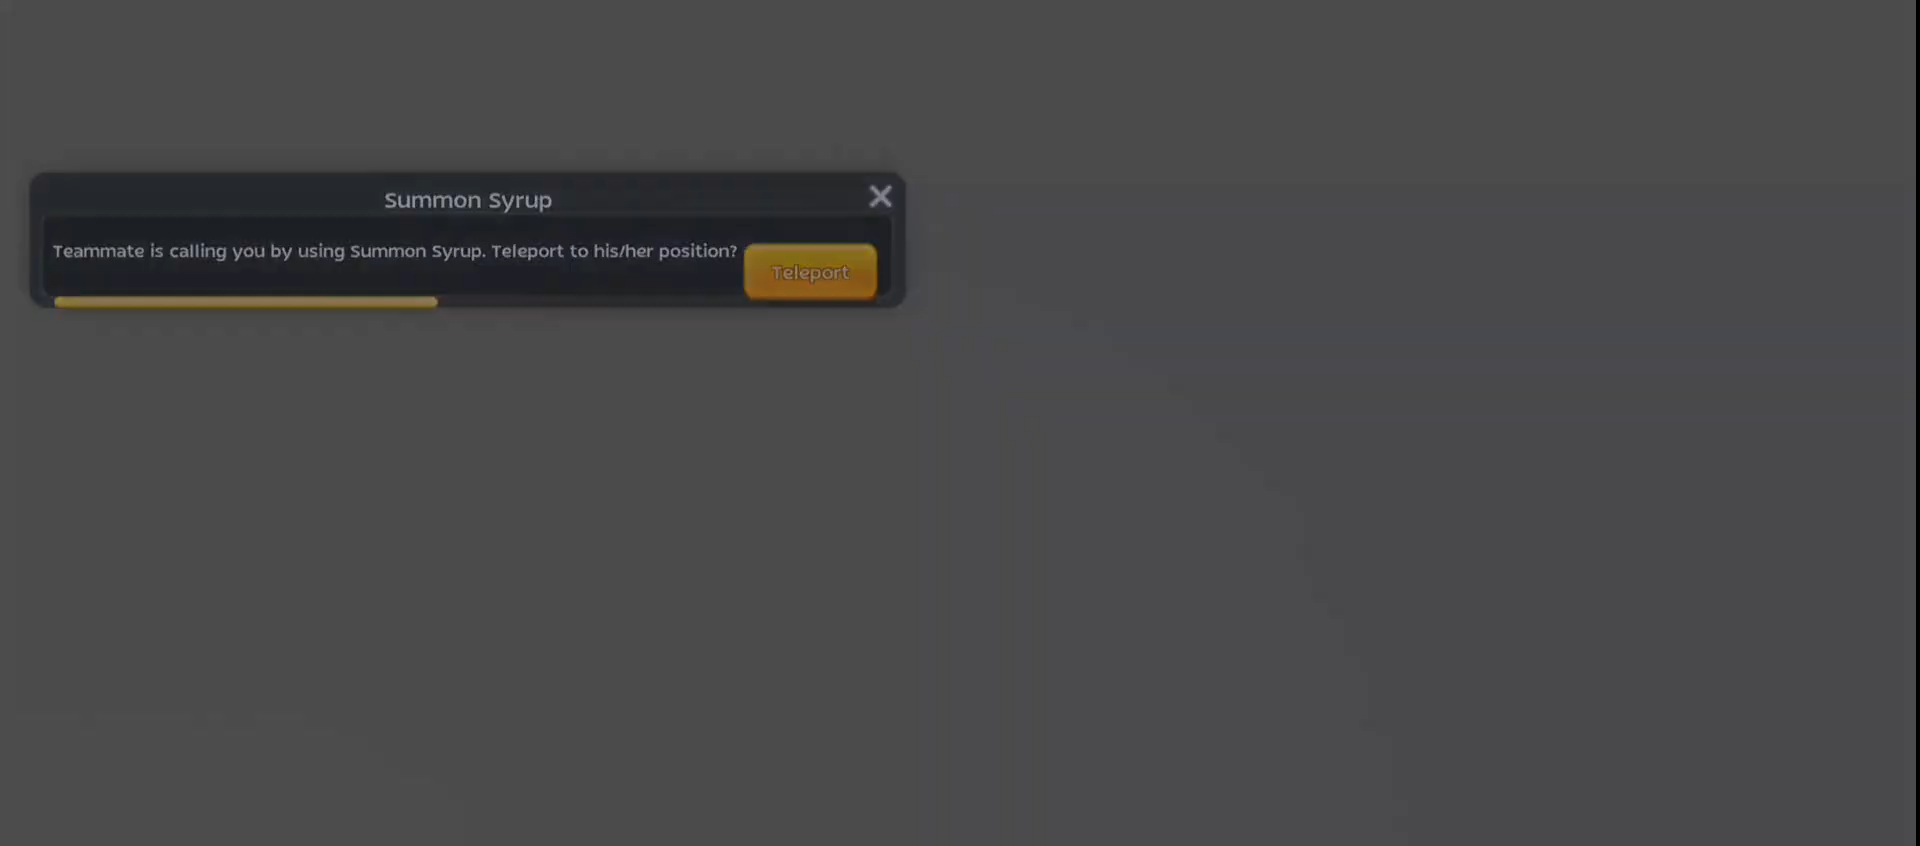 Summon Syrup
Teammate is calling you by using Summon Syrup. Teleport to his/her position?
Teleport